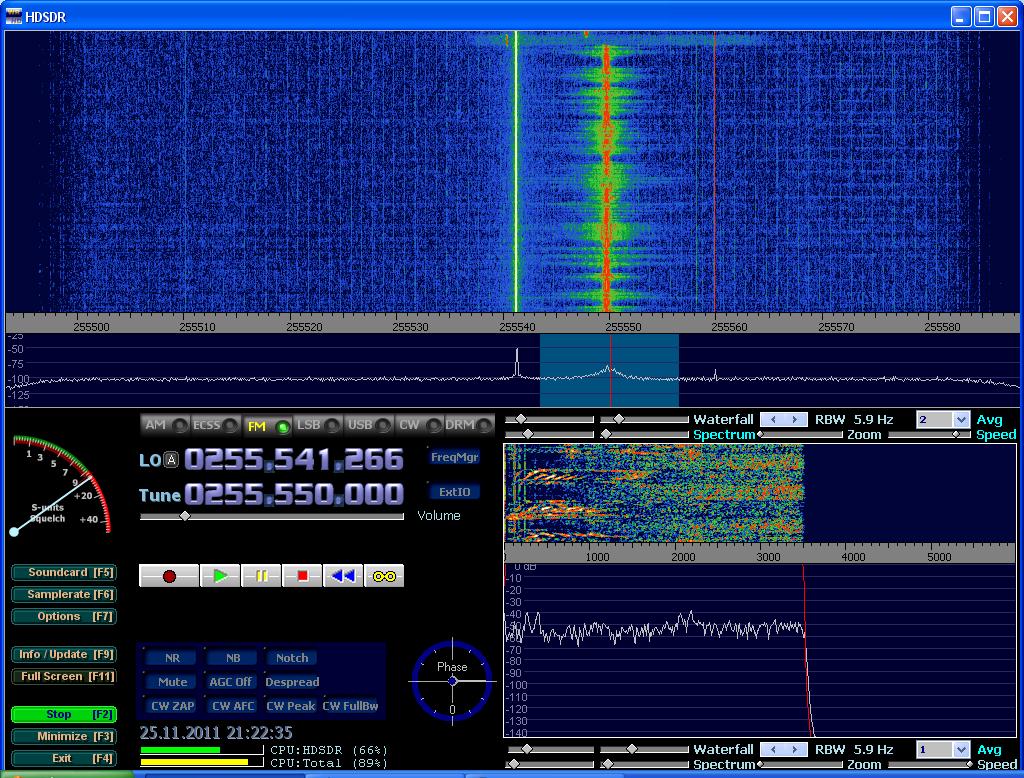 HDSDR
255500 255510 255520 255530 255540 255550 255560 255570 255580
-25
-50
-75
-100
-125
AM ECSS FM LSB USB CW DRM
LO A 0255.541.266
FreqMgr
Tune 0255.550.000
ExtIO
Volume
1 3 5 7 9 +20 +40
S-units
Squelch
Waterfall RBW 5.9 Hz 2 Avg
Spectrum Zoom Speed
1000 2000 3000 4000 5000
0 dB
-10
-20
-30
-40
-50
-60
-70
-80
-90
-100
-110
-120
-130
-140
Soundcard [F5]
Samplerate [F6]
Options [F7]
Info / Update [F9]
Full Screen [F11]
Stop [F2]
Minimize [F3]
Exit [F4]
NR NB Notch
Mute AGC Off Despread
CW ZAP CW AFC CW Peak CW FullBw
Phase
0
25.11.2011 21:22:35
CPU:HDSDR (66%)
CPU:Total (89%)
Waterfall RBW 5.9 Hz 1 Avg
Spectrum Zoom Speed